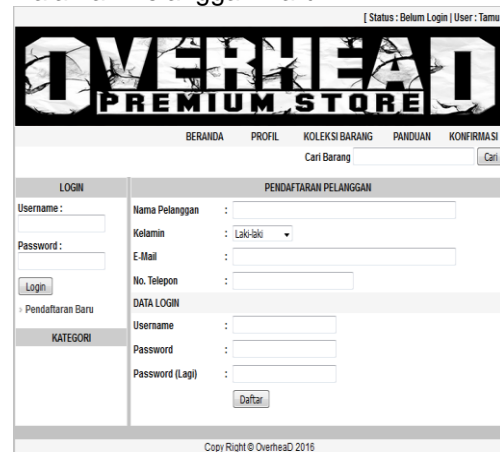 [ Status : Belum Login | User : Tamu
OVERHEAD
PREMIUM STORE
BERANDA PROFIL KOLEKSI BARANG PANDUAN KONFIRMASI
Cari Barang Cari
LOGIN
Username :
Password :
Login
» Pendaftaran Baru
KATEGORI
PENDAFTARAN PELANGGAN
Nama Pelanggan :
Kelamin : Laki-laki
E-Mail :
No. Telepon :
DATA LOGIN
Username :
Password :
Password (Lagi) :
Daftar
Copy Right © OverheaD 2016